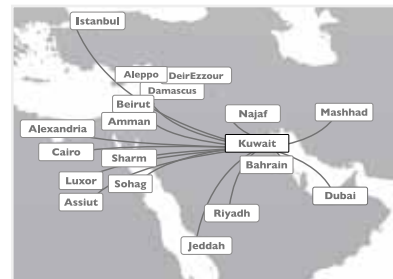 Istanbul
Aleppo
DeirEzzour
Damascus
Beirut
Najaf
Mashhad
Amman
Alexandria
Kuwait
Cairo
Sharm
Bahrain
Luxor
Sohag
Dubai
Assiut
Riyadh
Jeddah